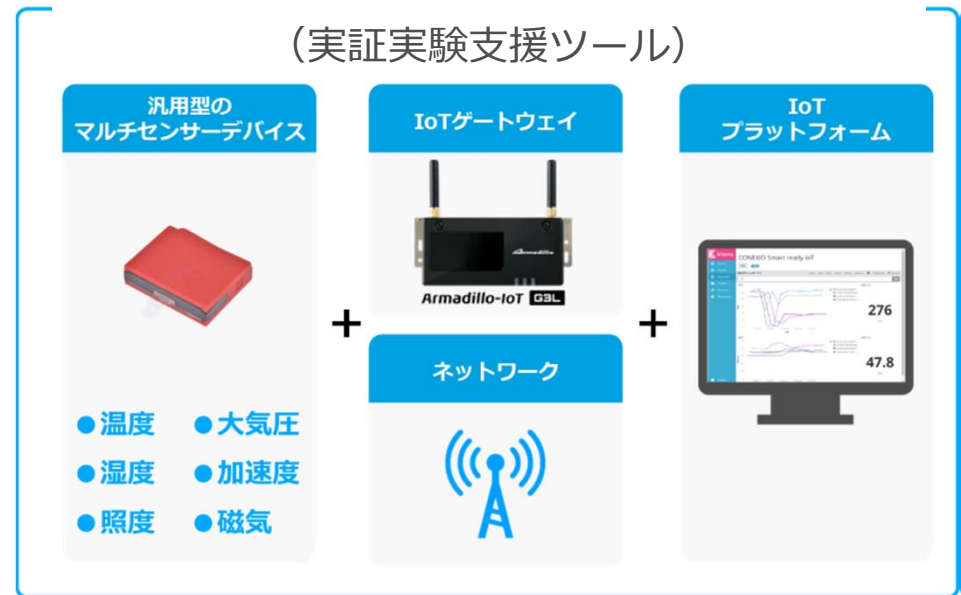 （実証実験支援ツール）
汎用型の
マルチセンサーデバイス
●温度
●大気圧
●湿度
●加速度
●照度
●磁気
+
IoTゲートウェイ
Armadillo
Armadillo-IoT G3L
ネットワーク
+
IoT
プラットフォーム
CONEXIO Smart ready IoT
276
47.8